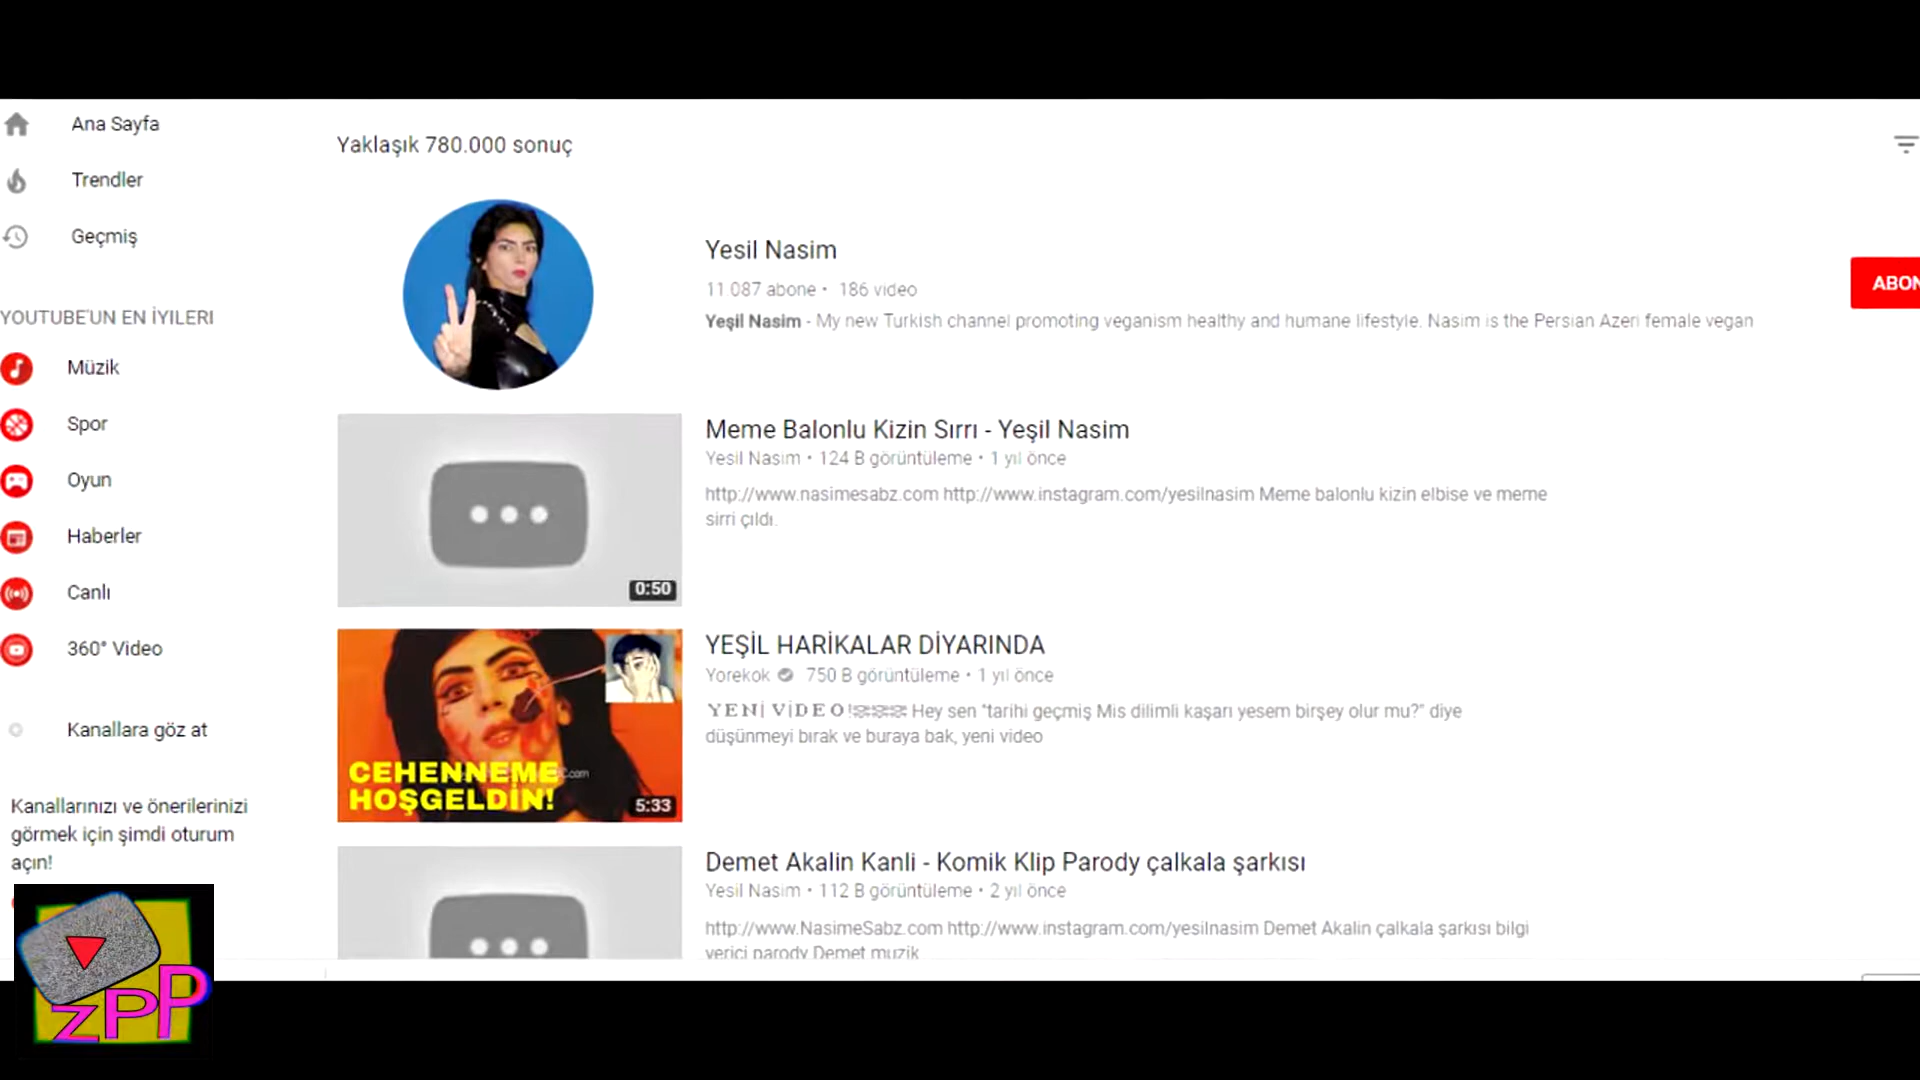 Ana Sayfa
Trendler
Geçmiş
YOUTUBE'UN EN İYİLERİ
Müzik
Spor
Oyun
Haberler
Canlı
360° Video
Kanallara göz at
Kanallarınızı ve önerilerinizi
görmek için şimdi oturum
açın!
Yaklaşık 780.000 sonuç
Yesil Nasim
11 087 abone • 186 video
Yeşil Nasim - My new Turkish channel promoting veganism healthy and humane lifestyle. Nasim is the Persian Azeri female vegan
ABON
Meme Balonlu Kizin Sırrı - Yeşil Nasim
Yesil Nasim • 124 B görüntüleme • 1 yıl önce
http://www.nasimesabz.com http://www.instagram.com/yesilnasim Meme balonlu kizin elbise ve meme
sirri çıldı.
0:50
YEŞİL HARİKALAR DİYARINDA
Yorekok 750 B görüntüleme • 1 yıl önce
YENİ VİDEO! Hey sen "tarihi geçmiş Mis dilimli kaşarı yesem birşey olur mu?" diye
düşünmeyi bırak ve buraya bak, yeni video
CEHENNEME
HOŞGELDİN!
.com
5:33
Demet Akalin Kanli - Komik Klip Parody çalkala şarkısı
Yesil Nasim • 112 B görüntüleme • 2 yıl önce
http://www.NasimeSabz.com http://www.instagram.com/yesilnasim Demet Akalin çalkala şarkısı bilgi
verici parody Demet muzik
ZPP